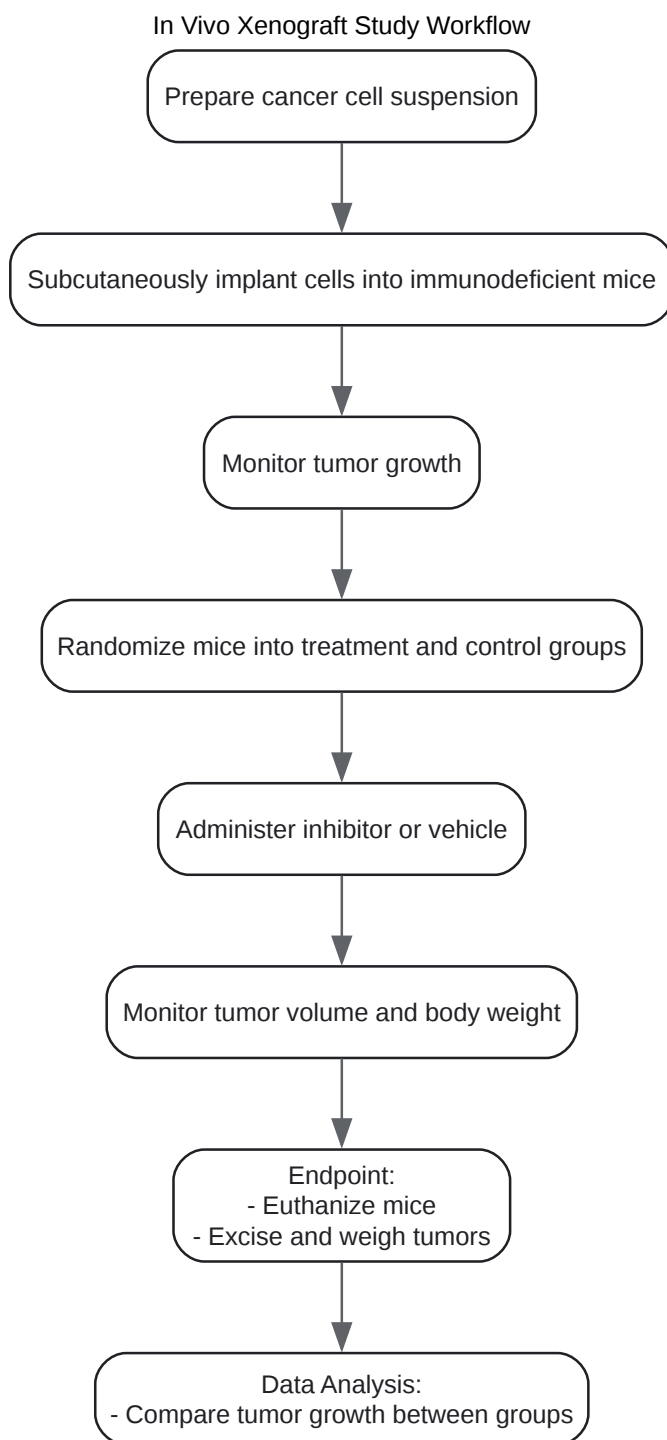 In Vivo Xenograft Study Workflow
Prepare cancer cell suspension
Subcutaneously implant cells into immunodeficient mice
Monitor tumor growth
Randomize mice into treatment and control groups
Administer inhibitor or vehicle
Monitor tumor volume and body weight
Endpoint:
- Euthanize mice
- Excise and weigh tumors
Data Analysis:
- Compare tumor growth between groups